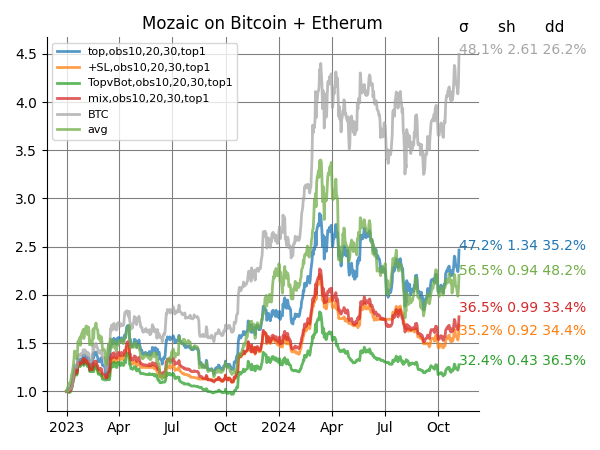 Mozaic on Bitcoin + Etherum
σ sh dd
top,obs10,20,30,top1
+SL,obs10,20,30,top1
TopvBot,obs10,20,30,top1
mix,obs10,20,30,top1
BTC
avg
48.1% 2.61 26.2%
47.2% 1.34 35.2%
56.5% 0.94 48.2%
36.5% 0.99 33.4%
35.2% 0.92 34.4%
32.4% 0.43 36.5%
4.5
4.0
3.5
3.0
2.5
2.0
1.5
1.0
2023 Apr Jul Oct 2024 Apr Jul Oct